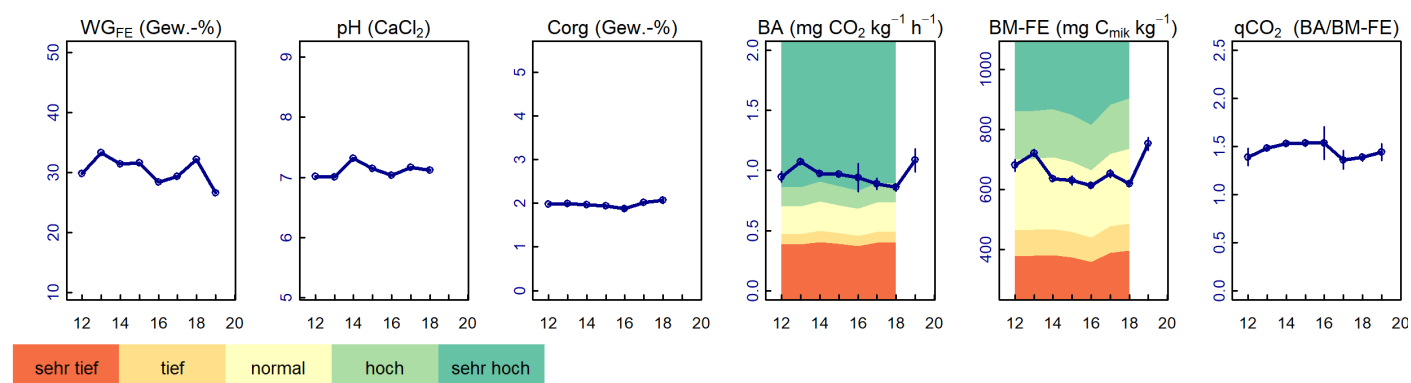 WG_FE (Gew.-%)
50
40
30
20
10
12 14 16 18 20
pH (CaCl₂)
9
8
7
6
5
12 14 16 18 20
Corg (Gew.-%)
5
4
3
2
1
0
12 14 16 18 20
BA (mg CO₂ kg⁻¹ h⁻¹)
2.0
1.5
1.0
0.5
0.0
12 14 16 18 20
BM-FE (mg C_mik kg⁻¹)
1000
800
600
400
12 14 16 18 20
qCO₂ (BA/BM-FE)
2.5
2.0
1.5
1.0
0.5
0.0
12 14 16 18 20
sehr tief tief normal hoch sehr hoch